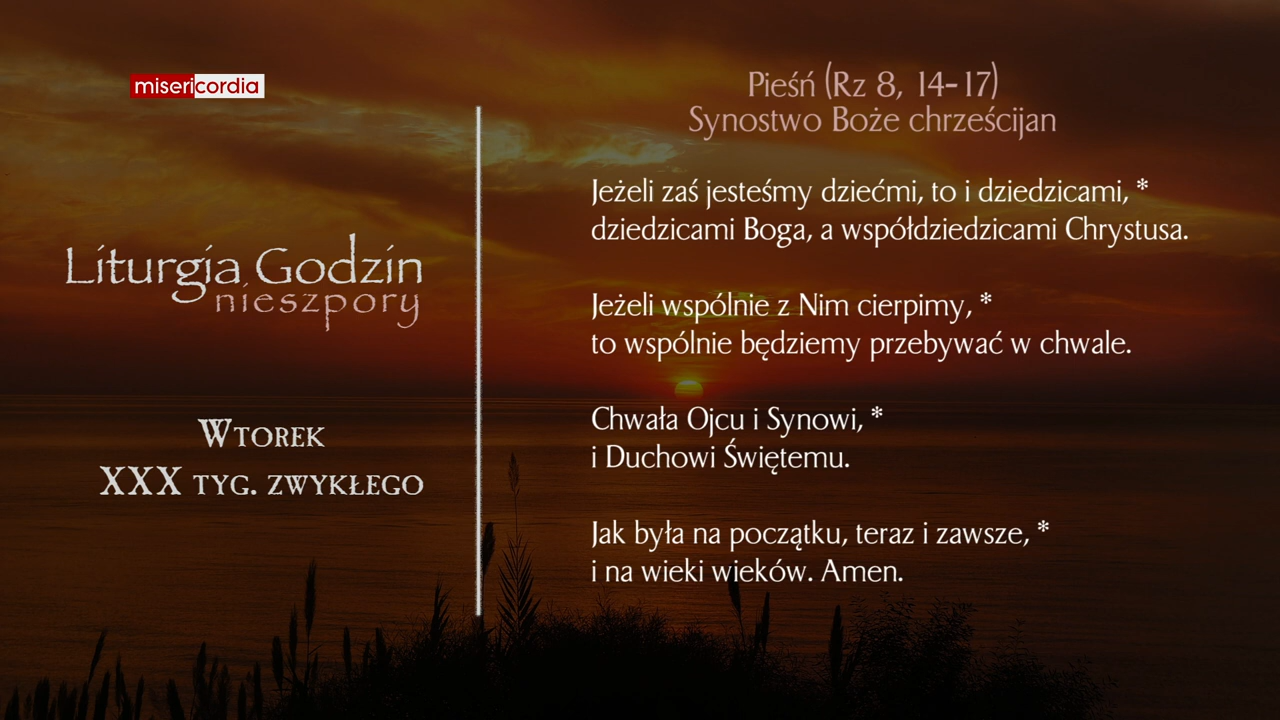 misericordia
Liturgia Godzin
nieszpory
Wtorek
XXX tyg. zwykłego
Pieśń (Rz 8, 14-17)
Synostwo Boże chrześcijan
Jeżeli zaś jesteśmy dziećmi, to i dziedzicami, *
dziedzicami Boga, a współdziedzicami Chrystusa.
Jeżeli wspólnie z Nim cierpimy, *
to wspólnie będziemy przebywać w chwale.
Chwała Ojcu i Synowi, *
i Duchowi Świętemu.
Jak była na początku, teraz i zawsze, *
i na wieki wieków. Amen.